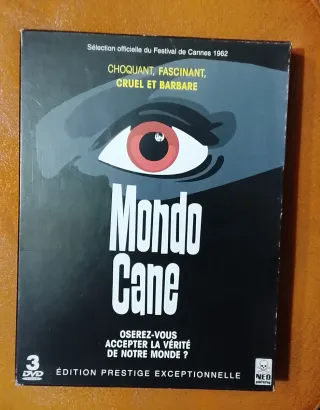 Sélection officielle du Festival de Cannes 1962
CHOQUANT, FASCINANT,
CRUEL ET BARBARE
Mondo
Cane
OSEREZ-VOUS
ACCEPTER LA VÉRITÉ
DE NOTRE MONDE ?
3
DVD
ÉDITION PRESTIGE EXCEPTIONNELLE
NEO